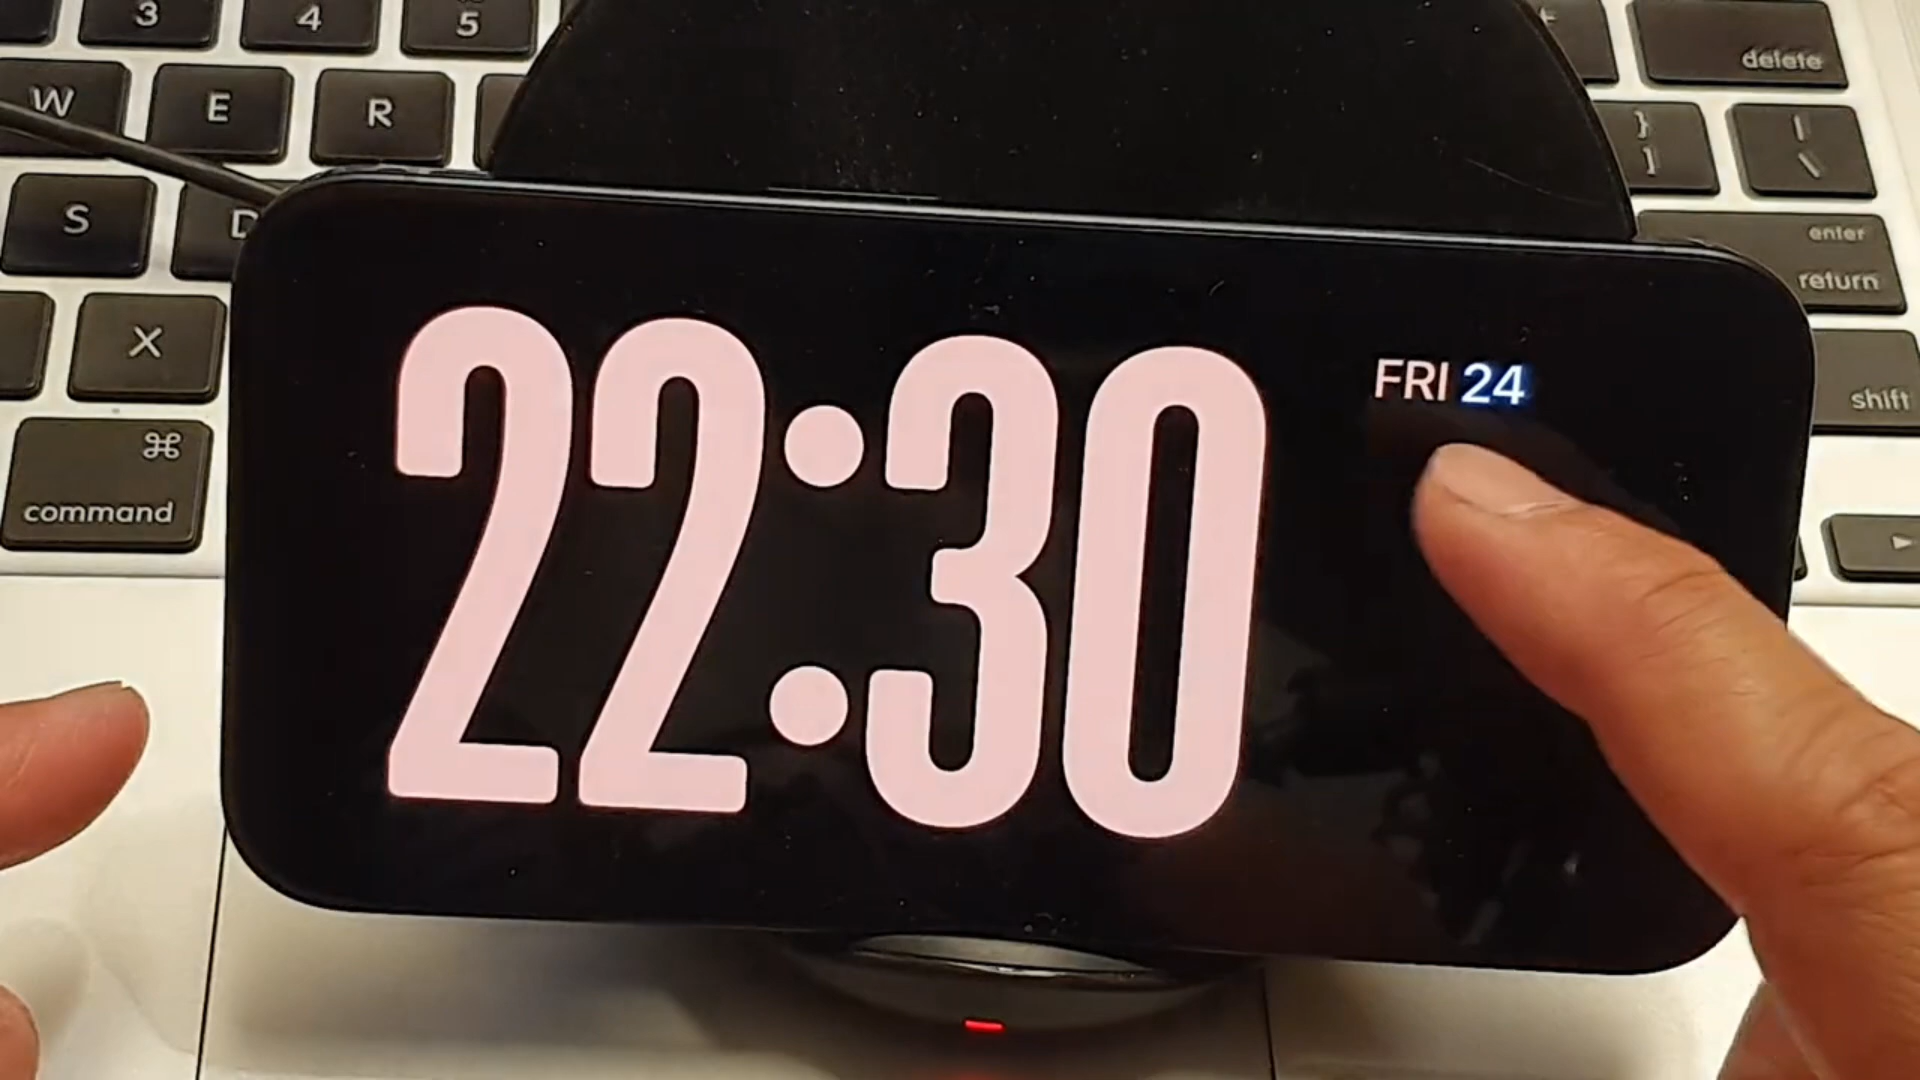 3
4
5
delete
W
E
R
}
]
|
\
S
D
enter
return
22:30
FRI 24
X
shift
⌘
command